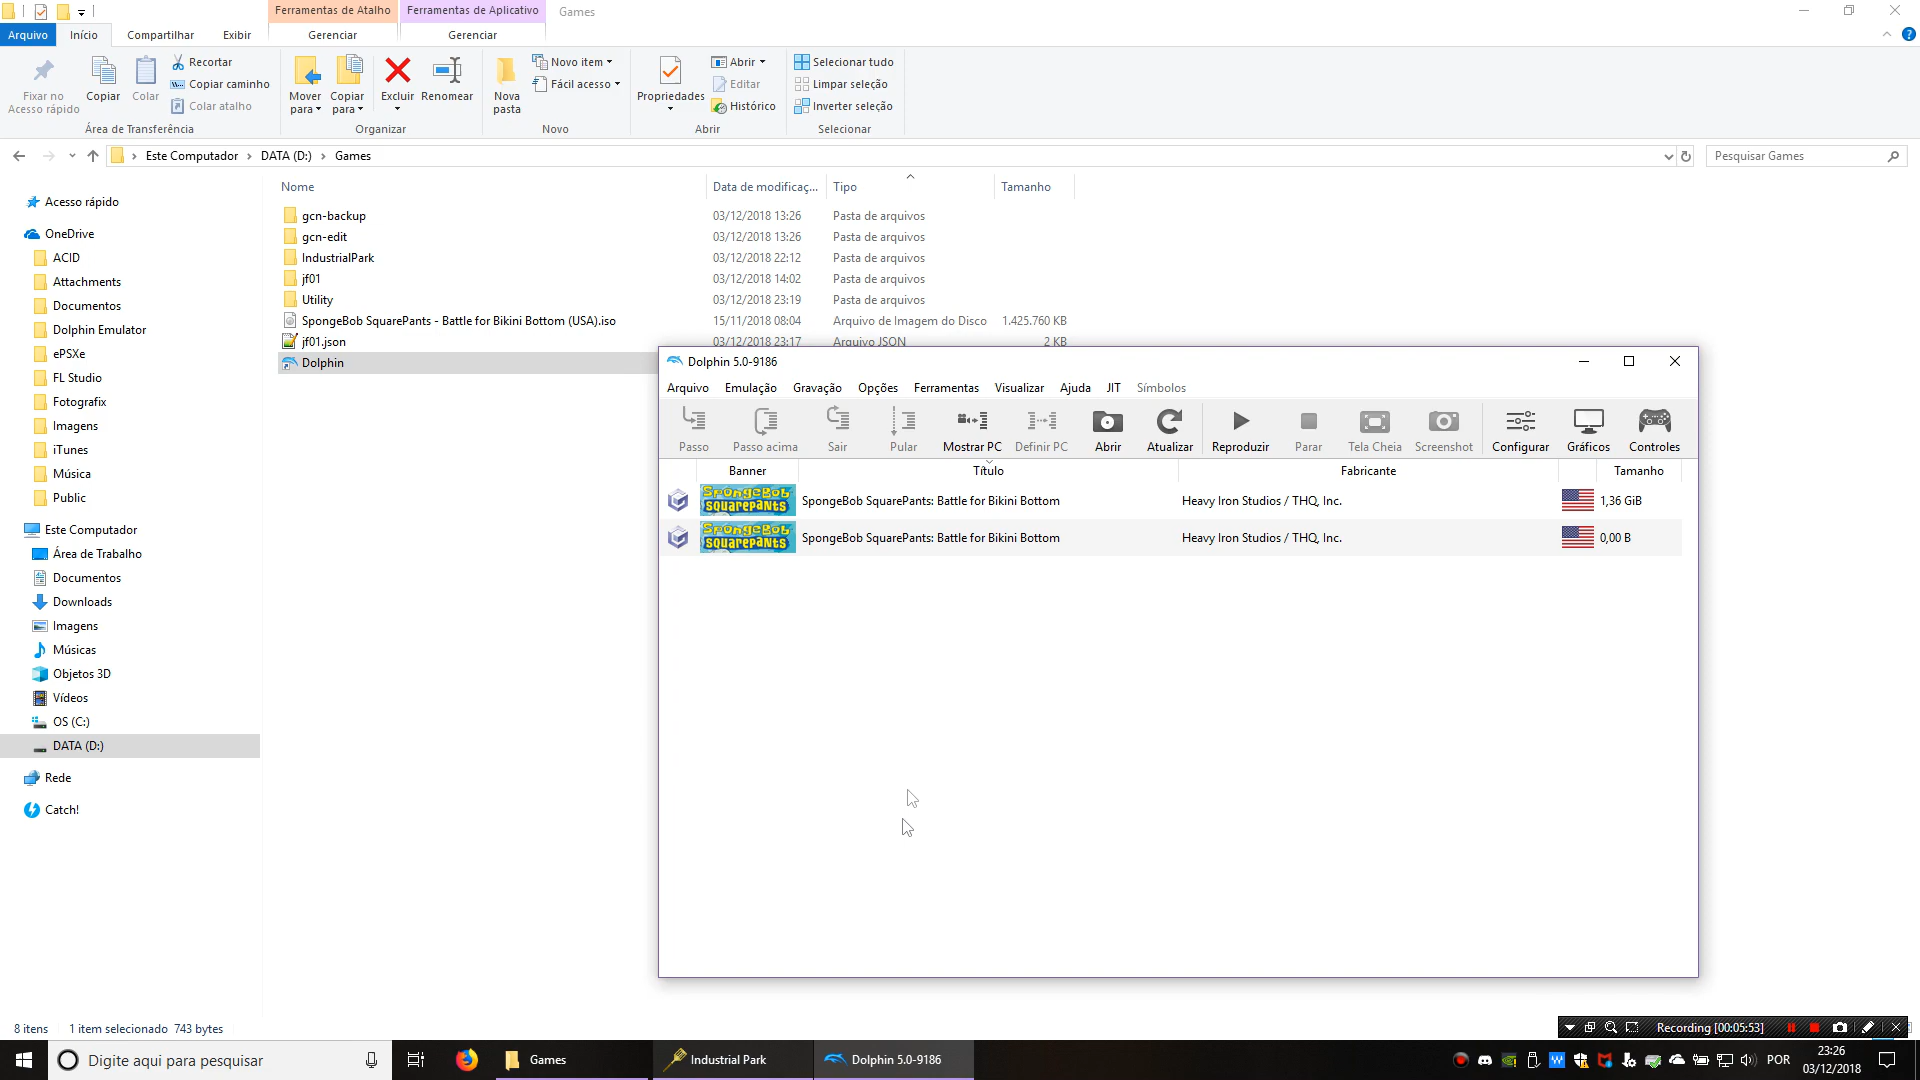 Ferramentas de Atalho Ferramentas de Aplicativo Games
Arquivo Início Compartilhar Exibir Gerenciar Gerenciar
Fixar no Acesso rápido
Copiar
Colar
Recortar
Copiar caminho
Colar atalho
Área de Transferência
Mover para
Copiar para
Excluir
Renomear
Organizar
Nova pasta
Novo item
Fácil acesso
Novo
Propriedades
Abrir
Editar
Histórico
Abrir
Selecionar tudo
Limpar seleção
Inverter seleção
Selecionar
Este Computador > DATA (D:) > Games
Pesquisar Games
Acesso rápido
OneDrive
ACID
Attachments
Documentos
Dolphin Emulator
ePSXe
FL Studio
Fotografix
Imagens
iTunes
Música
Public
Este Computador
Área de Trabalho
Documentos
Downloads
Imagens
Músicas
Objetos 3D
Vídeos
OS (C:)
DATA (D:)
Rede
Catch!
Nome Data de modificaç... Tipo Tamanho
gcn-backup 03/12/2018 13:26 Pasta de arquivos
gcn-edit 03/12/2018 13:26 Pasta de arquivos
IndustrialPark 03/12/2018 22:12 Pasta de arquivos
jf01 03/12/2018 14:02 Pasta de arquivos
Utility 03/12/2018 23:19 Pasta de arquivos
SpongeBob SquarePants - Battle for Bikini Bottom (USA).iso 15/11/2018 08:04 Arquivo de Imagem do Disco 1.425.760 KB
jf01.json 03/12/2018 23:17 Arquivo JSON 2 KB
Dolphin
Dolphin 5.0-9186
Arquivo Emulação Gravação Opções Ferramentas Visualizar Ajuda JIT Símbolos
Passo Passo acima Sair Pular Mostrar PC Definir PC Abrir Atualizar Reproduzir Parar Tela Cheia Screenshot Configurar Gráficos Controles
Banner Título Fabricante Tamanho
SpongeBob SquarePants SpongeBob SquarePants: Battle for Bikini Bottom Heavy Iron Studios / THQ, Inc. 1,36 GiB
SpongeBob SquarePants SpongeBob SquarePants: Battle for Bikini Bottom Heavy Iron Studios / THQ, Inc. 0,00 B
8 itens 1 item selecionado 743 bytes
Recording [00:05:53]
Digite aqui para pesquisar
Games
Industrial Park
Dolphin 5.0-9186
POR
23:26
03/12/2018